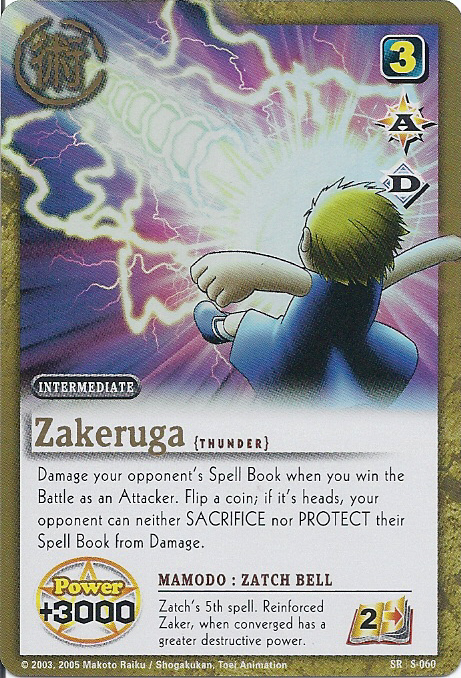 術
3
A
D
INTERMEDIATE
Zakeruga {THUNDER}
Damage your opponent's Spell Book when you win the
Battle as an Attacker. Flip a coin; if it's heads, your
opponent can neither SACRIFICE nor PROTECT their
Spell Book from Damage.
Power
+3000
MAMODO : ZATCH BELL
Zatch's 5th spell. Reinforced
Zaker, when converged has a
greater destructive power.
2
© 2003, 2005 Makoto Raiku / Shogakukan, Toei Animation
SR S-060